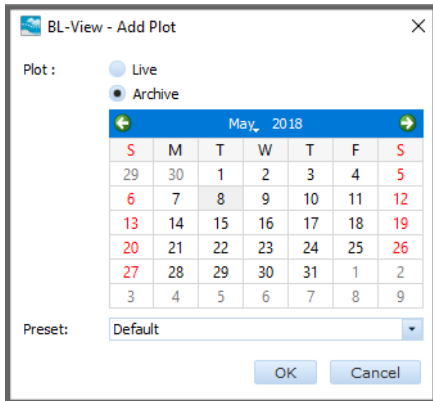 BL-View - Add Plot
Plot :
Live
Archive
May 2018
S M T W T F S
29 30 1 2 3 4 5
6 7 8 9 10 11 12
13 14 15 16 17 18 19
20 21 22 23 24 25 26
27 28 29 30 31 1 2
3 4 5 6 7 8 9
Preset: Default
OK Cancel